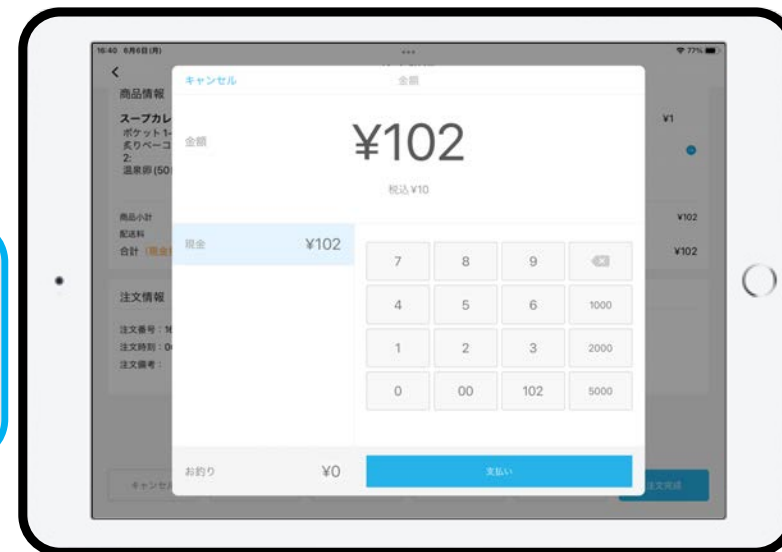 16:40 6月6日(月)
77%
キャンセル
金額
商品情報
スープカレ
¥1
ポケット1-
炙りベーコ
2:
温泉卵(50
金額
¥102
税込 ¥10
商品小計
¥102
配送料
合計
¥102
現金
¥102
7
8
9
4
5
6
1000
1
2
3
2000
0
00
102
5000
注文情報
注文番号:16
注文時刻:0
注文備考:
お釣り
¥0
支払い
キャンセル
注文完成